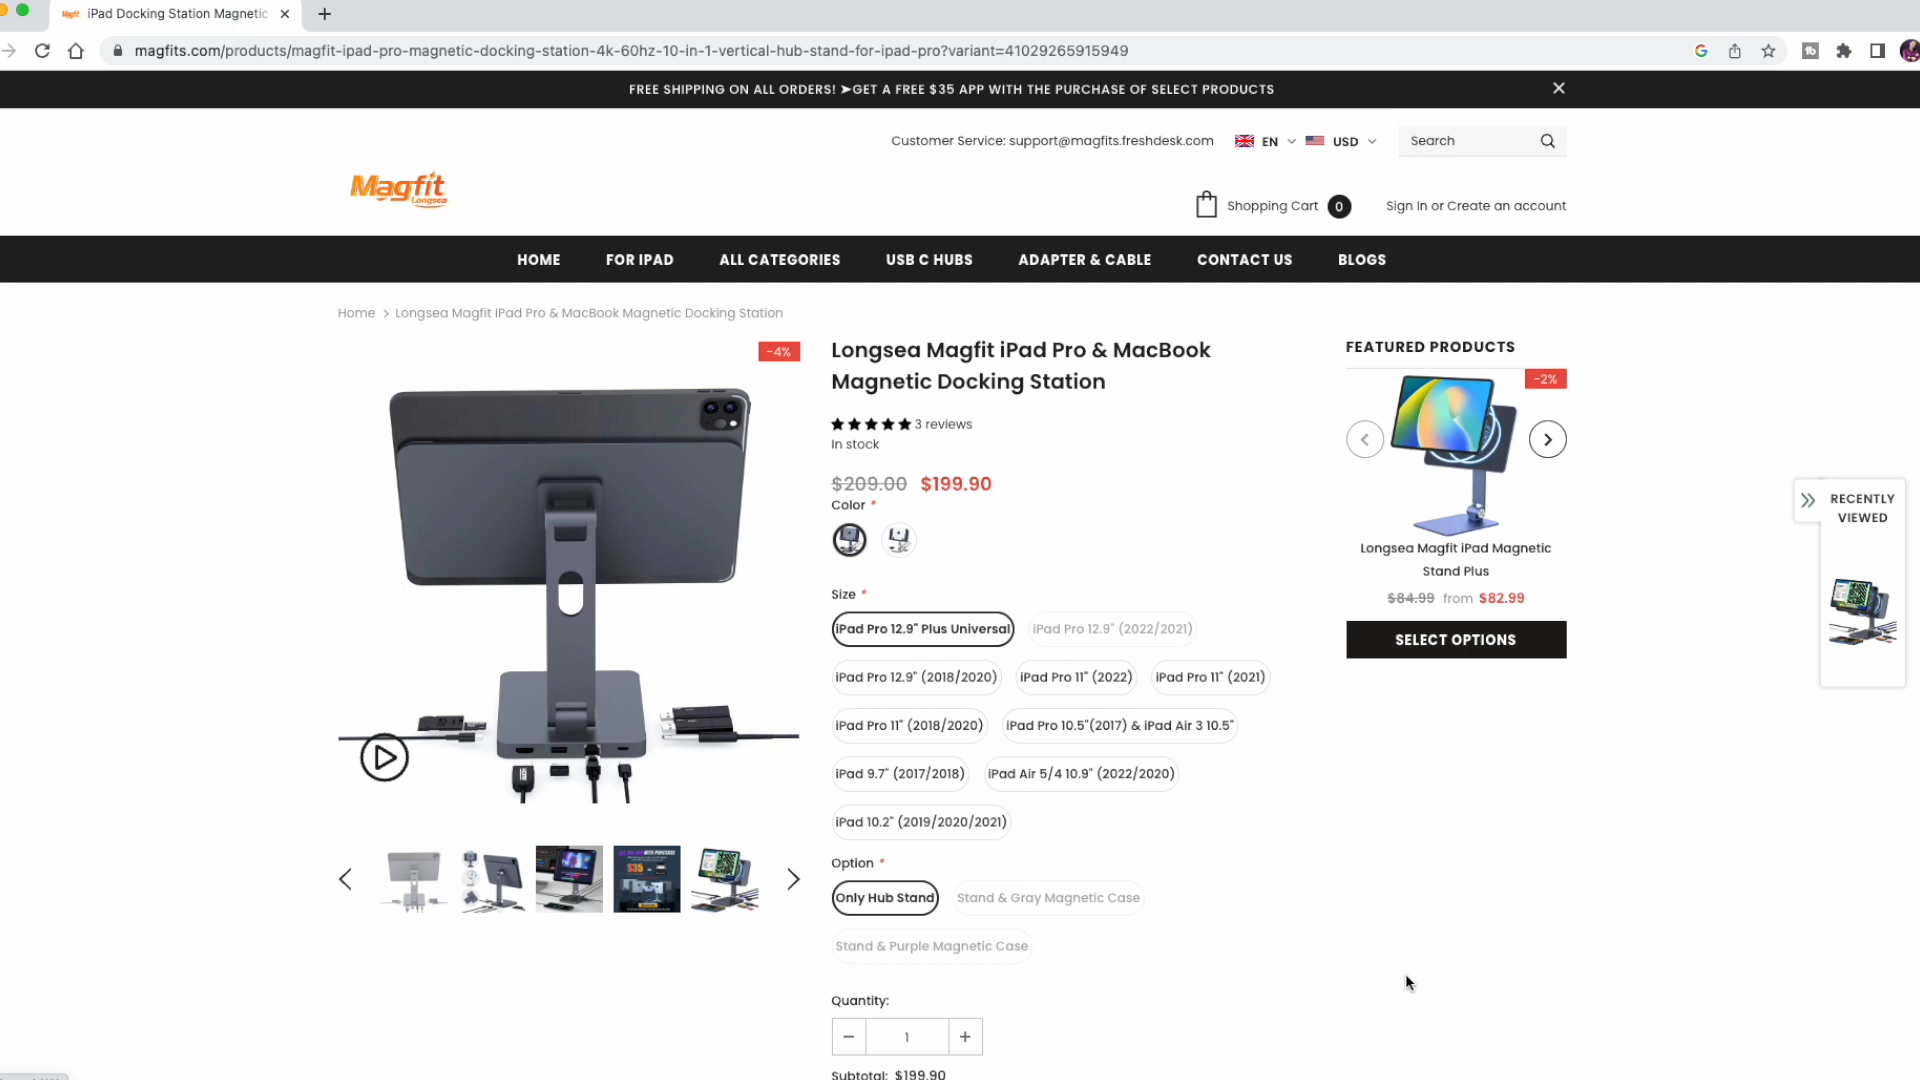 iPad Docking Station Magnetic
magfits.com/products/magfit-ipad-pro-magnetic-docking-station-4k-60hz-10-in-1-vertical-hub-stand-for-ipad-pro?variant=41029265915949
FREE SHIPPING ON ALL ORDERS! ➤GET A FREE $35 APP WITH THE PURCHASE OF SELECT PRODUCTS
Customer Service: support@magfits.freshdesk.com EN USD Search
Magfit
Longsea
Shopping Cart 0 Sign In or Create an account
HOME FOR IPAD ALL CATEGORIES USB C HUBS ADAPTER & CABLE CONTACT US BLOGS
Home > Longsea Magfit iPad Pro & MacBook Magnetic Docking Station
-4%
Longsea Magfit iPad Pro & MacBook
Magnetic Docking Station
3 reviews
In stock
$209.00 $199.90
Color *
Size *
iPad Pro 12.9" Plus Universal iPad Pro 12.9" (2022/2021)
iPad Pro 12.9" (2018/2020) iPad Pro 11" (2022) iPad Pro 11" (2021)
iPad Pro 11" (2018/2020) iPad Pro 10.5"(2017) & iPad Air 3 10.5"
iPad 9.7" (2017/2018) iPad Air 5/4 10.9" (2022/2020)
iPad 10.2" (2019/2020/2021)
Option *
Only Hub Stand Stand & Gray Magnetic Case
Stand & Purple Magnetic Case
Quantity:
− 1 +
Subtotal: $199.90
FEATURED PRODUCTS
-2%
Longsea Magfit iPad Magnetic
Stand Plus
$84.99 from $82.99
SELECT OPTIONS
RECENTLY
VIEWED
$35